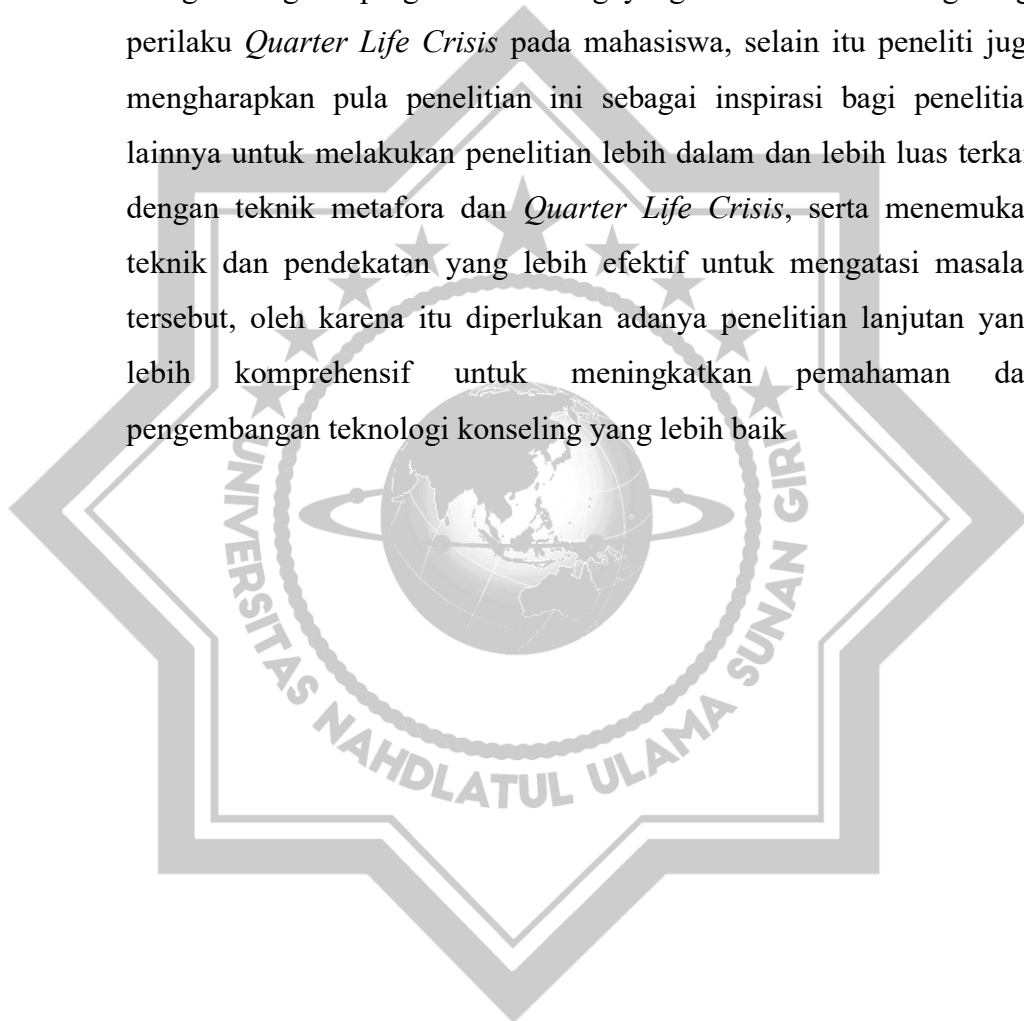 perilaku Quarter Life Crisis pada mahasiswa, selain itu peneliti jug
mengharapkan pula penelitian ini sebagai inspirasi bagi penelitia
lainnya untuk melakukan penelitian lebih dalam dan lebih luas terka
dengan teknik metafora dan Quarter Life Crisis, serta menemuka
teknik dan pendekatan yang lebih efektif untuk mengatasi masala
tersebut, oleh karena itu diperlukan adanya penelitian lanjutan yan
lebih komprehensif untuk meningkatkan pemahaman da
pengembangan teknologi konseling yang lebih baik
UNIVERSITAS NAHDLATUL ULAMA SUNAN GIRI